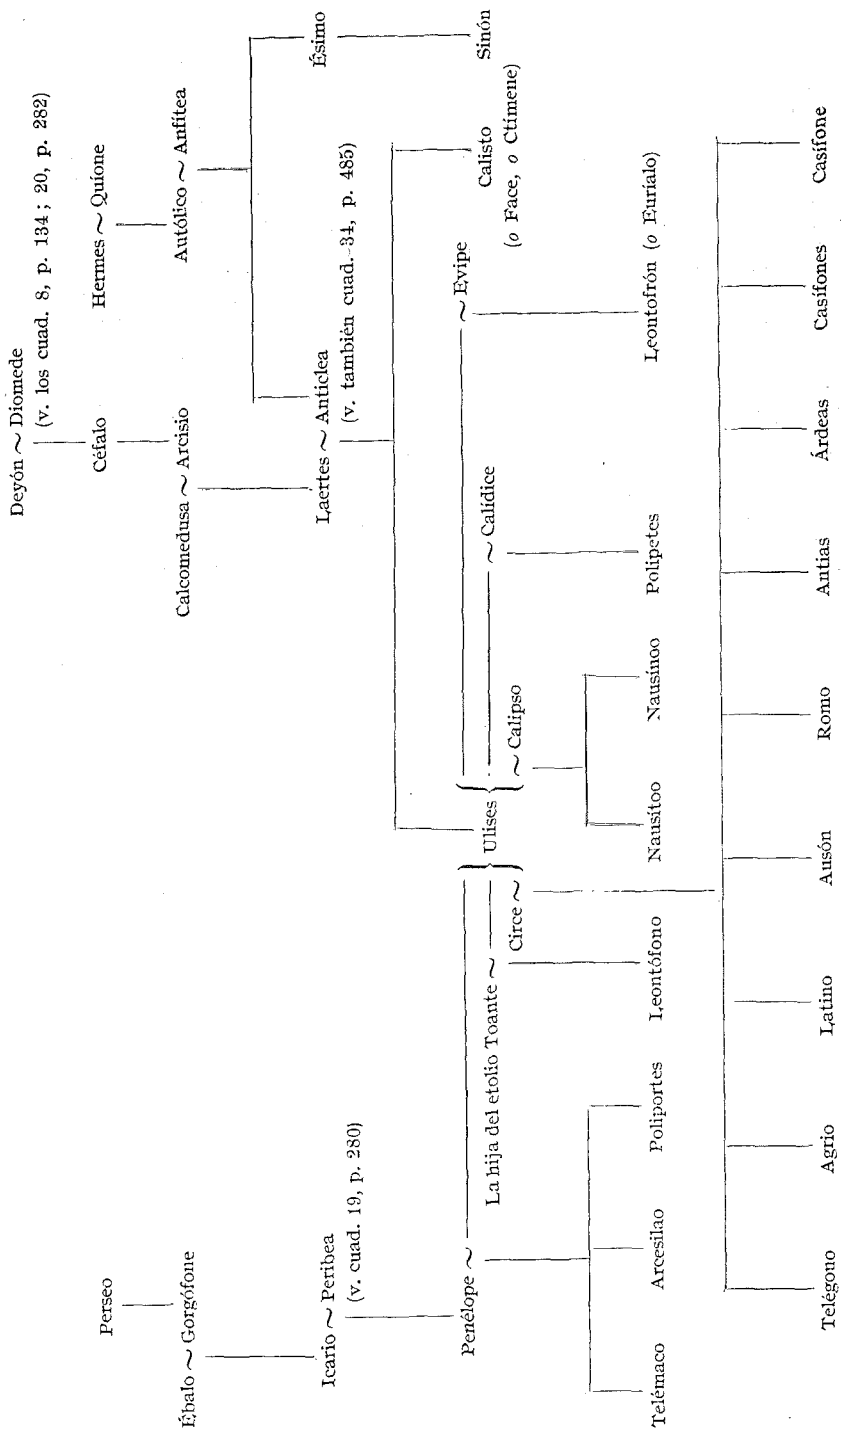 Deyón ~ Diomede
(v. los cuad. 8, p. 134; 20, p. 282)
Perseo
Céfalo
Hermes ~ Quíone
Ébalo ~ Gorgófone
Calcomedusa ~ Arcisio
Autólico ~ Anfítea
Icario ~ Peribea
(v. cuad. 19, p. 280)
Laertes ~ Anticlea
(v. también cuad. 34, p. 485)
Ésimo
Penélope ~
La hija del etolio Toante ~
Circe ~
Ulises
~ Evipe
~ Calídice
~ Calipso
Calisto
(o Face, o Ctímene)
Sinón
Telémaco
Arcesilao
Poliportes
Leontófono
Nausítoo
Nausínoo
Polipetes
Leontofrón (o Euríalo)
Telégono
Agrio
Latino
Ausón
Romo
Antias
Árdeas
Casífones
Casífone